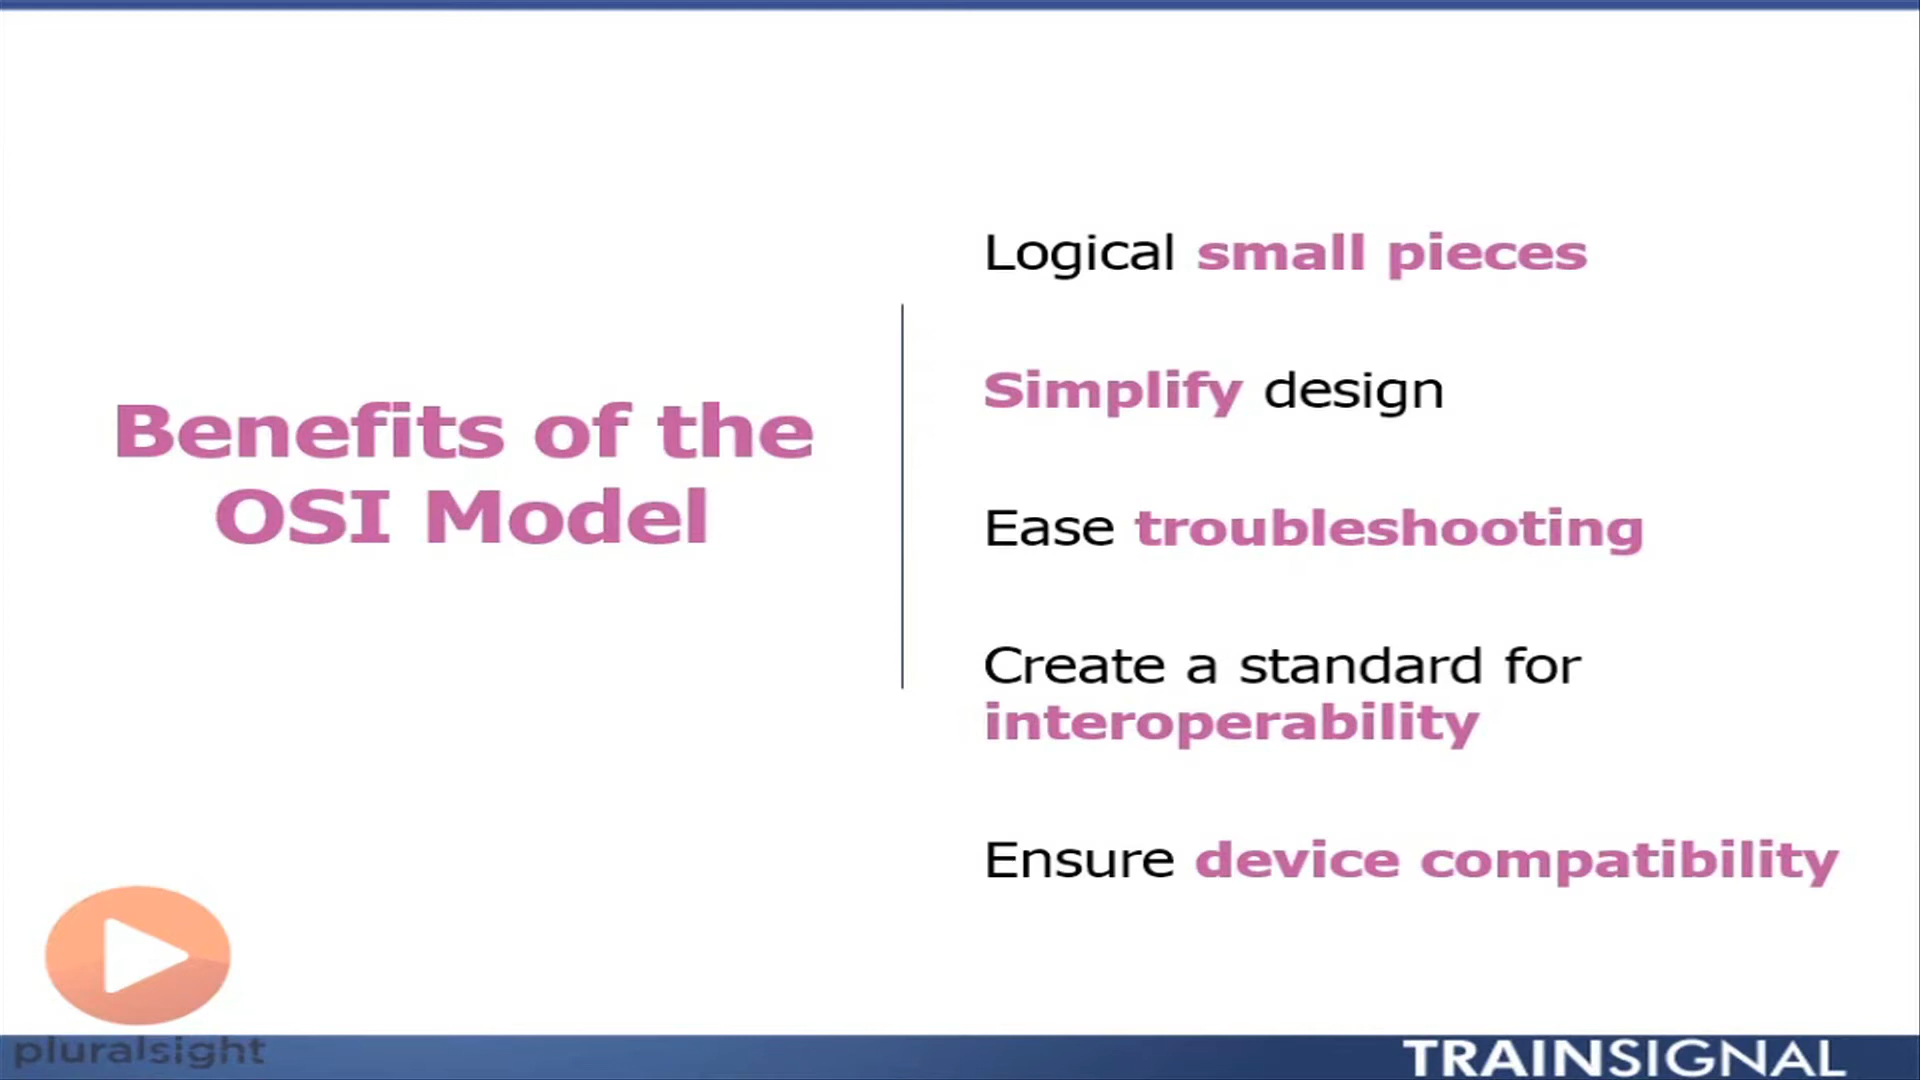 Benefits of the
OSI Model
Logical small pieces
Simplify design
Ease troubleshooting
Create a standard for
interoperability
Ensure device compatibility
pluralsight
TRAINSIGNAL